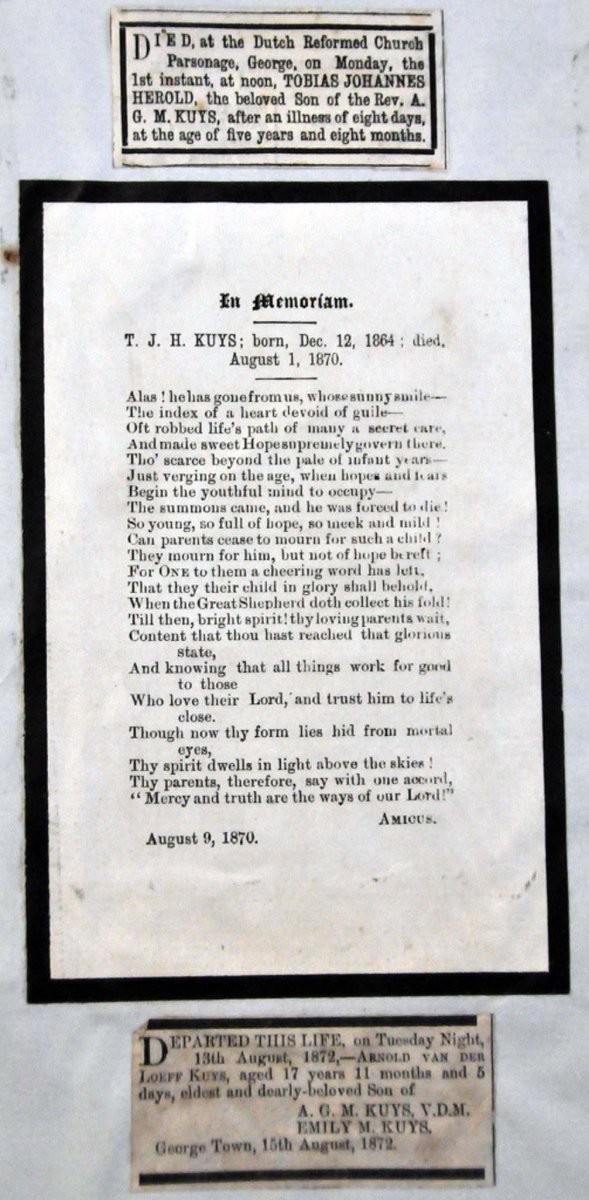 DIED, at the Dutch Reformed Church
Parsonage, George, on Monday, the
1st instant, at noon, TOBIAS JOHANNES
HEROLD, the beloved Son of the Rev. A.
G. M. KUYS, after an illness of eight days,
at the age of five years and eight months.
In Memoriam.
T. J. H. KUYS; born, Dec. 12, 1864; died,
August 1, 1870.
Alas! he has gone from us, whose sunny smile—
The index of a heart devoid of guile—
Oft robbed life's path of many a secret care,
And made sweet Hope supremely govern there.
Tho' scarce beyond the pale of infant years—
Just verging on the age, when hopes and tears
Begin the youthful mind to occupy—
The summons came, and he was forced to die!
So young, so full of hope, so meek and mild!
Can parents cease to mourn for such a child?
They mourn for him, but not of hope bereft;
For ONE to them a cheering word has left,
That they their child in glory shall behold,
When the Great Shepherd doth collect his fold!
Till then, bright spirit! thy loving parents wait,
Content that thou hast reached that glorious
state,
And knowing that all things work for good
to those
Who love their Lord, and trust him to life's
close.
Though now thy form lies hid from mortal
eyes,
Thy spirit dwells in light above the skies!
Thy parents, therefore, say with one accord,
"Mercy and truth are the ways of our Lord!"
AMICUS.
August 9, 1870.
DEPARTED THIS LIFE, on Tuesday Night,
13th August, 1872,—ARNOLD VAN DER
LOEFF KUYS, aged 17 years 11 months and 5
days, eldest and dearly-beloved Son of
A. G. M. KUYS, V.D.M.
EMILY M. KUYS.
George Town, 15th August, 1872.